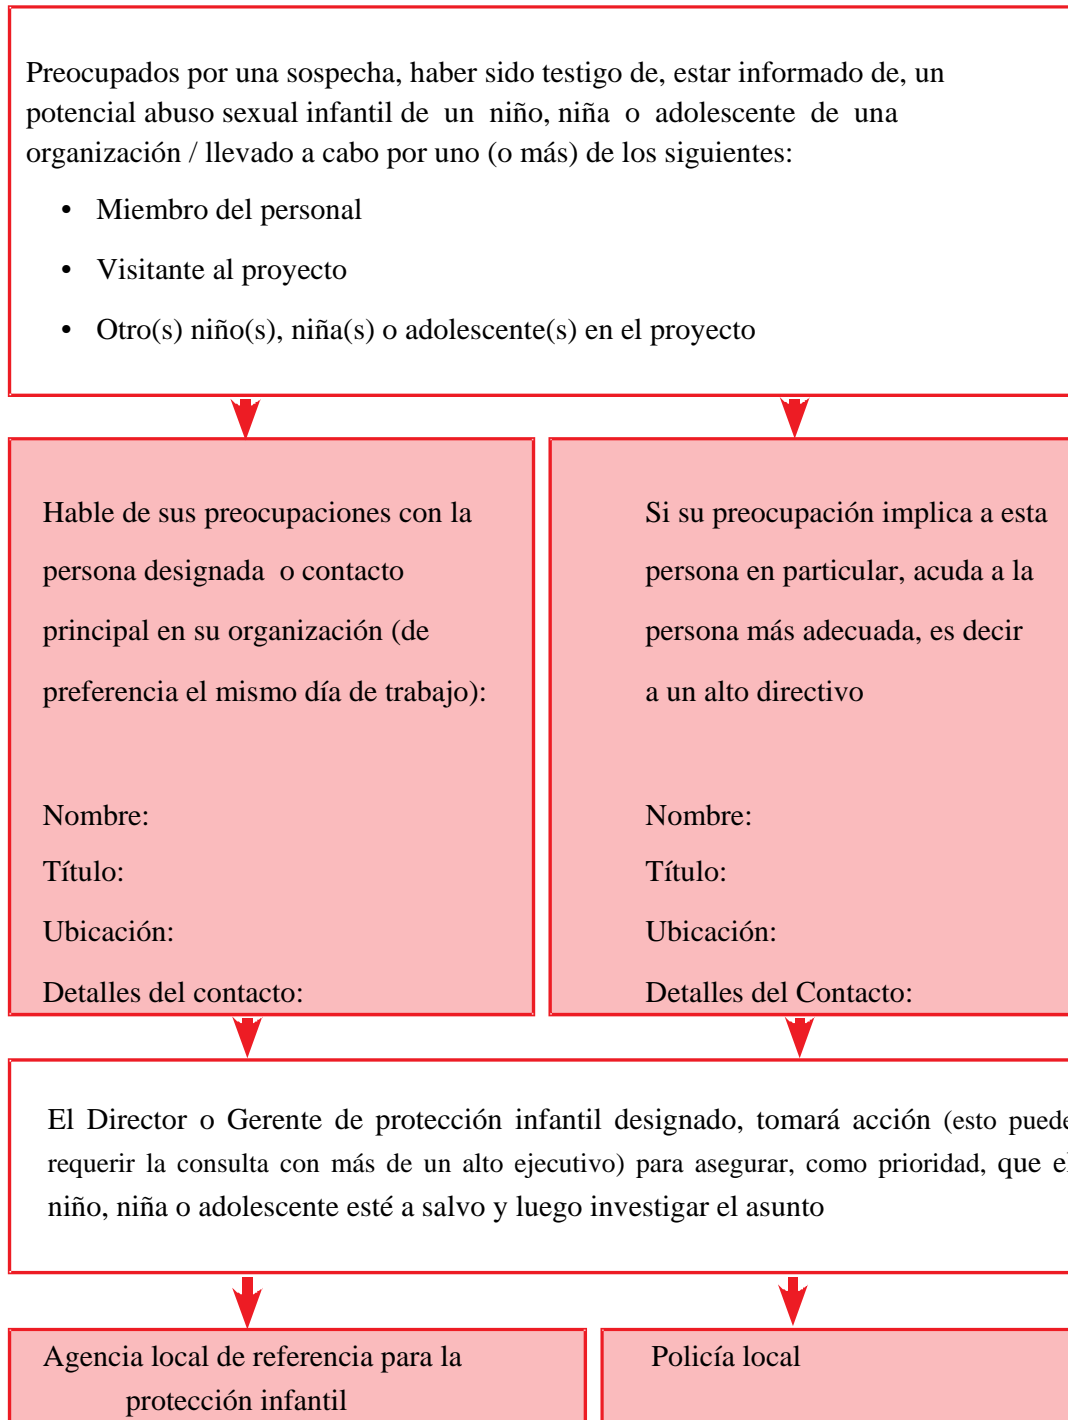 Preocupados por una sospecha, haber sido testigo de, estar informado de, un
potencial abuso sexual infantil de un niño, niña o adolescente de una
organización / llevado a cabo por uno (o más) de los siguientes:
• Miembro del personal
• Visitante al proyecto
• Otro(s) niño(s), niña(s) o adolescente(s) en el proyecto
Hable de sus preocupaciones con la
persona designada o contacto
principal en su organización (de
preferencia el mismo día de trabajo):
Nombre:
Título:
Ubicación:
Detalles del contacto:
Si su preocupación implica a esta
persona en particular, acuda a la
persona más adecuada, es decir
a un alto directivo
Nombre:
Título:
Ubicación:
Detalles del Contacto:
El Director o Gerente de protección infantil designado, tomará acción (esto puede
requerir la consulta con más de un alto ejecutivo) para asegurar, como prioridad, que el
niño, niña o adolescente esté a salvo y luego investigar el asunto
Agencia local de referencia para la
protección infantil
Policía local